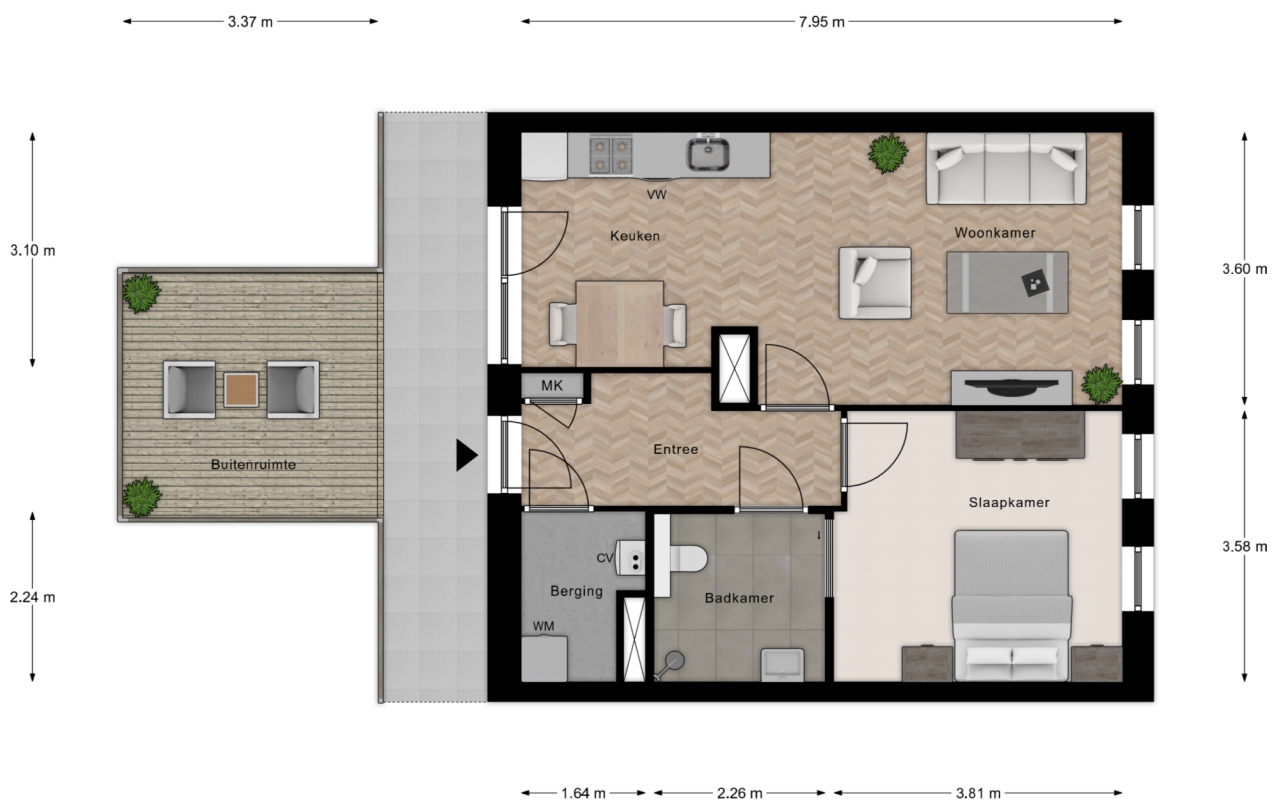 3.37 m
7.95 m
VW
Keuken
Woonkamer
3.10 m
3.60 m
MK
Entree
Buitenruimte
Slaapkamer
CV
3.58 m
Berging
Badkamer
2.24 m
WM
1.64 m
2.26 m
3.81 m